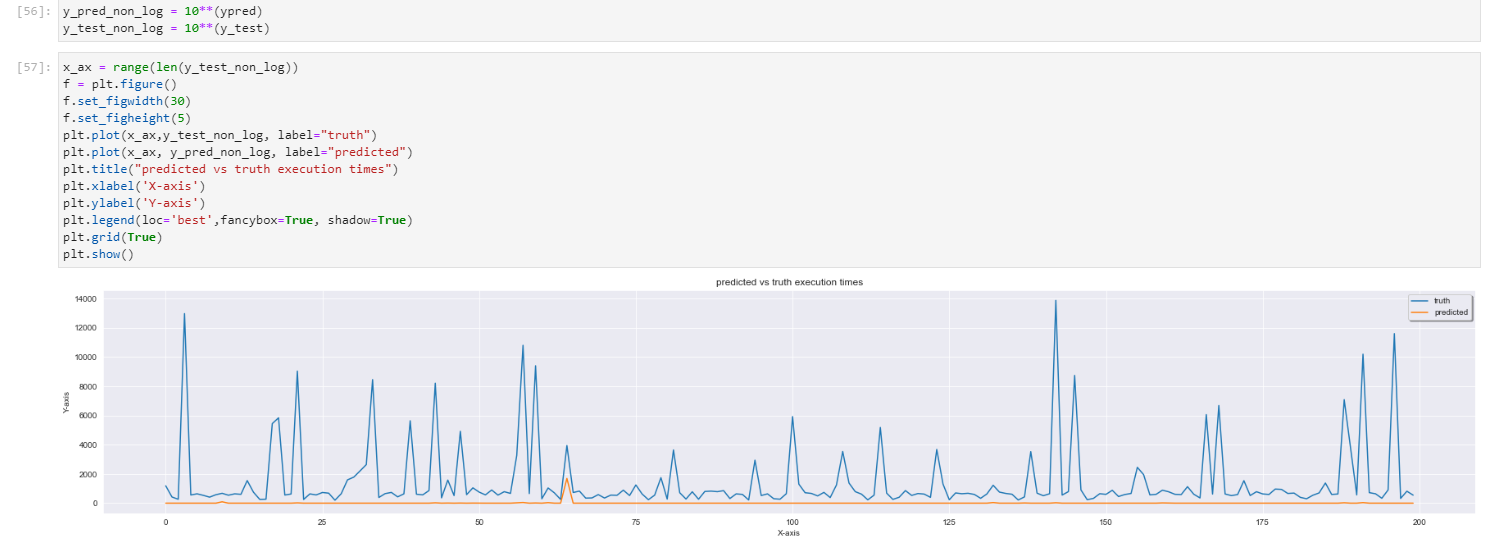 [56]: y_pred_non_log = 10**(ypred)
y_test_non_log = 10**(y_test)
[57]: x_ax = range(len(y_test_non_log))
f = plt.figure()
f.set_figwidth(30)
f.set_figheight(5)
plt.plot(x_ax,y_test_non_log, label="truth")
plt.plot(x_ax, y_pred_non_log, label="predicted")
plt.title("predicted vs truth execution times")
plt.xlabel('X-axis')
plt.ylabel('Y-axis')
plt.legend(loc='best',fancybox=True, shadow=True)
plt.grid(True)
plt.show()
predicted vs truth execution times
14000
12000
10000
8000
6000
4000
2000
0
Y-axis
truth
predicted
0 25 50 75 100 125 150 175 200
X-axis